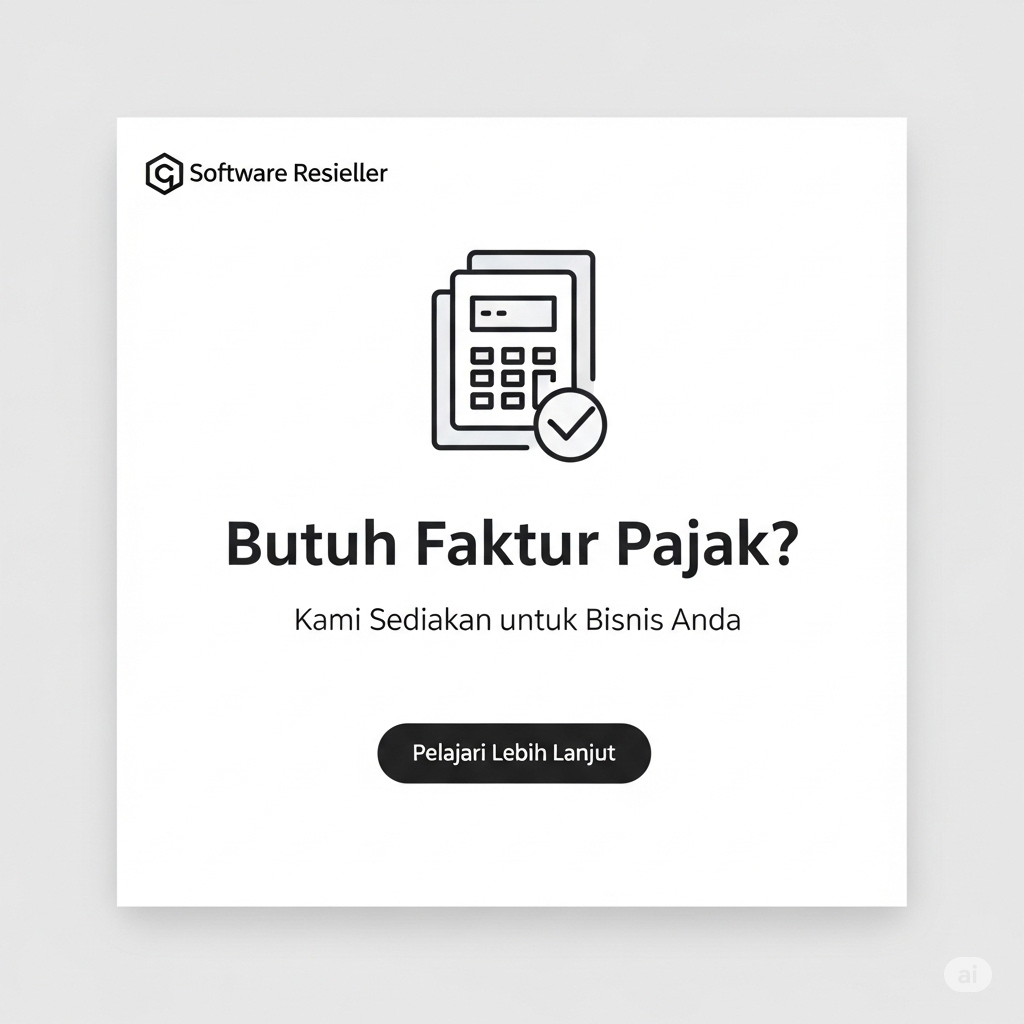 Software Resieller
Butuh Faktur Pajak?
Kami Sediakan untuk Bisnis Anda
Pelajari Lebih Lanjut
ai